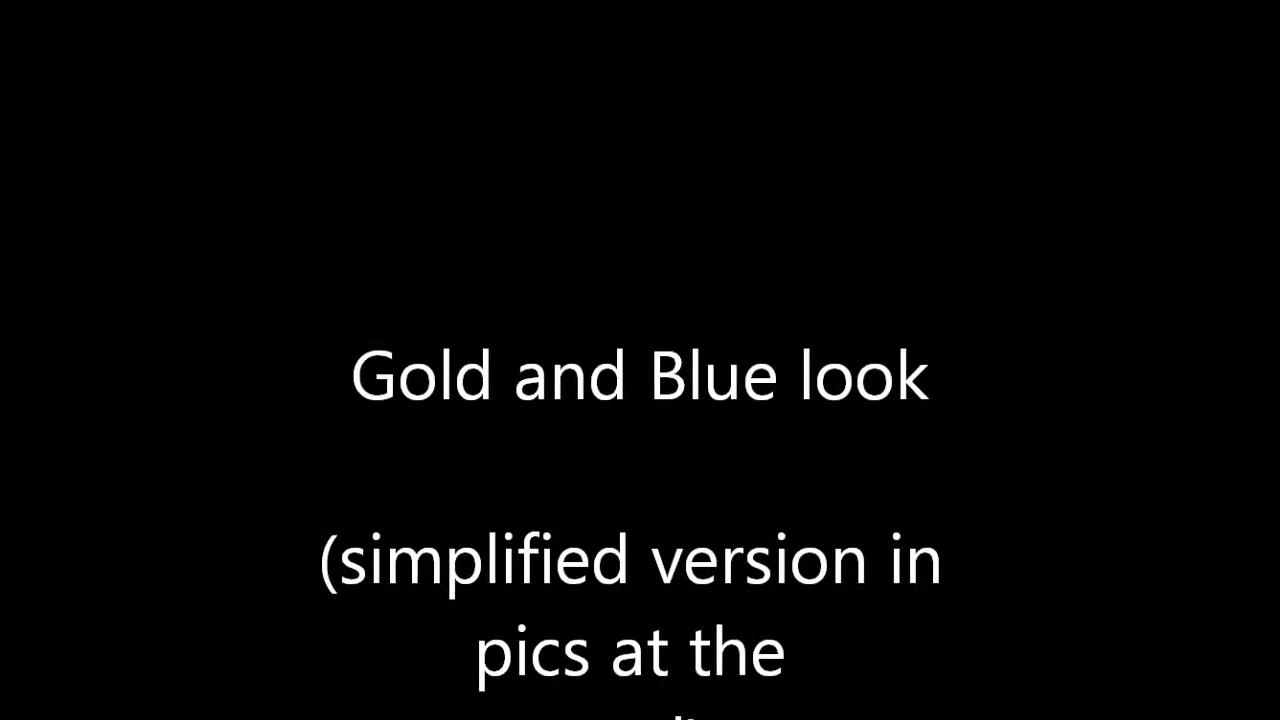 Gold and Blue look
(simplified version in
pics at the